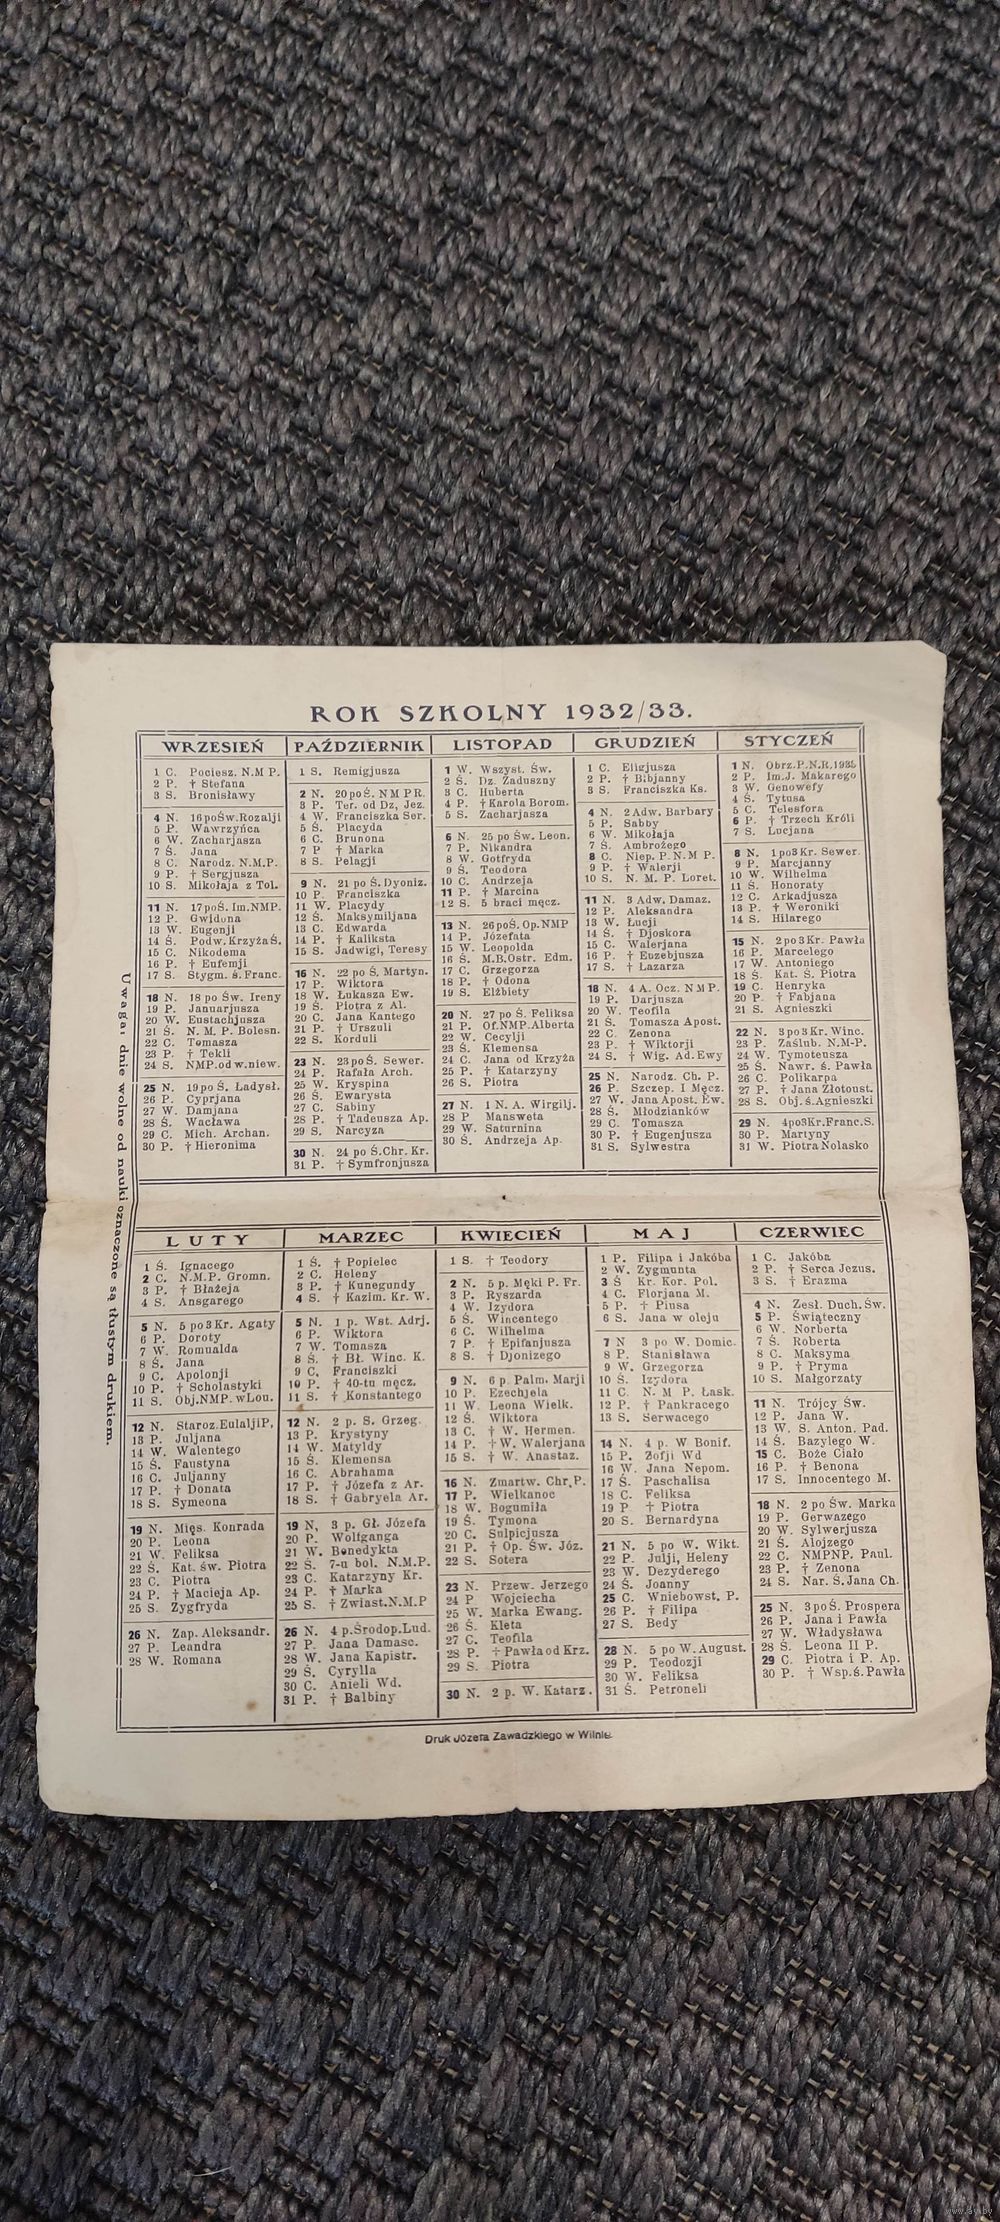 ROK SZKOLNY 1932/33.
WRZESIEŃ
1 C. Pociesz. N.M P.
2 P. † Stefana
3 S. Bronisławy
4 N. 16 po Św. Rozalji
5 P. Wawrzyńca
6 W. Zacharjasza
7 Ś. Jana
8 C. Narodz. N.M.P.
9 P. † Sergjusza
10 S. Mikołaja z Tol.
11 N. 17 po Ś. Im. NMP.
12 P. Gwidona
13 W. Eugenji
14 Ś. Podw. Krzyża Ś.
15 C. Nikodema
16 P. † Eufemji
17 S. Stygm. ś. Franc.
18 N. 18 po Św. Ireny
19 P. Januarjusza
20 W. Eustachjusza
21 Ś. N. M. P. Bolesn.
22 C. Tomasza
23 P. † Tekli
24 S. NMP. od w. niew.
25 N. 19 po Ś. Ładysł.
26 P. Cyprjana
27 W. Damjana
28 Ś. Wacława
29 C. Mich. Archan.
30 P. † Hieronima
PAŹDZIERNIK
1 S. Remigjusza
2 N. 20 po Ś. N M P R.
3 P. Ter. od Dz, Jez.
4 W. Franciszka Ser.
5 Ś. Placyda
6 C. Brunona
7 P † Marka
8 S. Pelagji
9 N. 21 po Ś. Dyoniz.
10 P. Franciszka
11 W. Placydy
12 Ś. Maksymiljana
13 C. Edwarda
14 P. † Kaliksta
15 S. Jadwigi, Teresy
16 N. 22 po Ś. Martyn.
17 P. Wiktora
18 W. Łukasza Ew.
19 Ś. Piotra z Al.
20 C. Jana Kantego
21 P. † Urszuli
22 S. Korduli
23 N. 23 po Ś. Sewer.
24 P. Rafała Arch.
25 W. Kryspina
26 Ś. Ewarysta
27 C. Sabiny
28 P. † Tadeusza Ap.
29 S. Narcyza
30 N. 24 po Ś. Chr. Kr.
31 P. † Symfronjusza
LISTOPAD
1 W. Wszyst. Św.
2 Ś. Dz. Zaduszny
3 C. Huberta
4 P. † Karola Borom.
5 S. Zacharjasza
6 N. 25 po Św. Leon.
7 P. Nikandra
8 W. Gotfryda
9 Ś. Teodora
10 C. Andrzeja
11 P. † Marcina
12 S. 5 braci męcz.
13 N. 26 po Ś. Op. NMP
14 P. Józefata
15 W. Leopolda
16 Ś. M.B. Ostr. Edm.
17 C. Grzegorza
18 P. † Odona
19 S. Elżbiety
20 N. 27 po Ś. Feliksa
21 P. Of. NMP. Alberta
22 W. Cecylji
23 Ś. Klemensa
24 C. Jana od Krzyża
25 P. † Katarzyny
26 S. Piotra
27 N. 1 N. A. Wirgilj.
28 P Mansweta
29 W. Saturnina
30 Ś. Andrzeja Ap.
GRUDZIEŃ
1 C. Eligjusza
2 P. † Bibjanny
3 S. Franciszka Ks.
4 N. 2 Adw. Barbary
5 P. Sabby
6 W. Mikołaja
7 Ś. Ambrożego
8 C. Niep. P. N. M P.
9 P. † Walerji
10 S. N. M. P. Loret.
11 N. 3 Adw. Damaz.
12 P. Aleksandra
13 W. Łucji
14 Ś. † Djoskora
15 C. Walerjana
16 P. † Euzebjusza
17 S. † Łazarza
18 N. 4 A. Ocz. N M P.
19 P. Darjusza
20 W. Teofila
21 Ś. Tomasza Apost.
22 C. Zenona
23 P. † Wiktorji
24 S. † Wig. Ad. Ewy
25 N. Narodz. Ch. P.
26 P. Szczep. I Męcz.
27 W. Jana Apost. Ew.
28 Ś. Młodzianków
29 C. Tomasza
30 P. † Eugenjusza
31 S. Sylwestra
STYCZEŃ
1 N. Obrz. P.N.R. 1933
2 P. Im. J. Makarego
3 W. Genowefy
4 Ś. Tytusa
5 C. Telesfora
6 P. † Trzech Króli
7 S. Lucjana
8 N. 1 po 3 Kr. Sewer.
9 P. Marcjanny
10 W. Wilhelma
11 Ś. Honoraty
12 C. Arkadjusza
13 P. † Weroniki
14 S. Hilarego
15 N. 2 po 3 Kr. Pawła
16 P. Marcelego
17 W. Antoniego
18 Ś. Kat. Ś. Piotra
19 C. Henryka
20 P. † Fabjana
21 S. Agnieszki
22 N. 3 po 3 Kr. Winc.
23 P. Zaślub. N.M-P.
24 W. Tymoteusza
25 Ś. Nawr. ś. Pawła
26 C. Polikarpa
27 P. † Jana Złotoust.
28 S. Obj. ś. Agnieszki
29 N. 4 po 3 Kr. Franc. S.
30 P. Martyny
31 W. Piotra Nolasko
LUTY
1 Ś. Ignacego
2 C. N.M.P. Gromn.
3 P. † Błażeja
4 S. Ansgarego
5 N. 5 po 3 Kr. Agaty
6 P. Doroty
7 W. Romualda
8 Ś. Jana
9 C. Apolonji
10 P. † Scholastyki
11 S. Obj. NMP. w Lou.
12 N. Staroz. Eulalji P,
13 P. Juljana
14 W. Walentego
15 Ś. Faustyna
16 C. Juljanny
17 P. † Donata
18 S. Symeona
19 N. Mięs. Konrada
20 P. Leona
21 W. Feliksa
22 Ś. Kat. św. Piotra
23 C. Piotra
24 P. † Macieja Ap.
25 S. Zygfryda
26 N. Zap. Aleksandr.
27 P. Leandra
28 W. Romana
MARZEC
1 Ś. † Popielec
2 C. Heleny
3 P. † Kunegundy
4 S. † Kazim. Kr. W.
5 N. 1 p. Wst. Adrj.
6 P. Wiktora
7 W. Tomasza
8 Ś. † Bł. Winc. K.
9 C. Franciszki
10 P. † 40-tu męcz.
11 S. † Konstantego
12 N. 2 p. S. Grzeg.
13 P. Krystyny
14 W. Matyldy
15 Ś. Klemensa
16 C. Abrahama
17 P. † Józefa z Ar.
18 S. † Gabryela Ar.
19 N, 3 p. Gł. Józefa
20 P. Wolfganga
21 W. Benedykta
22 Ś. 7-u bol. N.M.P.
23 C. Katarzyny Kr.
24 P. † Marka
25 S. † Zwiast. N.M.P
26 N. 4 p. Środop. Lud.
27 P. Jana Damasc.
28 W. Jana Kapistr.
29 Ś. Cyrylla
30 C. Anieli Wd.
31 P. † Balbiny
KWIECIEŃ
1 S. † Teodory
2 N. 5 p. Męki P. Fr.
3 P. Ryszarda
4 W. Izydora
5 Ś. Wincentego
6 C. Wilhelma
7 P. † Epifanjusza
8 S. † Djonizego
9 N. 6 p. Palm. Marji
10 P. Ezechjela
11 W. Leona Wielk.
12 Ś. Wiktora
13 C. † W. Hermen.
14 P. † W. Walerjana
15 S. † W. Anastaz.
16 N. Zmartw. Chr. P.
17 P. Wielkanoc
18 W. Bogumiła
19 Ś. Tymona
20 C. Sulpicjusza
21 P. † Op. Św. Józ.
22 S. Sotera
23 N. Przew. Jerzego
24 P Wojciecha
25 W. Marka Ewang.
26 Ś. Kleta
27 C. Teofila
28 P. † Pawła od Krz.
29 S. Piotra
30 N. 2 p. W. Katarz.
MAJ
1 P. Filipa i Jakóba
2 W. Zygmunta
3 Ś Kr. Kor. Pol.
4 C. Florjana M.
5 P. † Piusa
6 S. Jana w oleju
7 N 3 po W. Domic.
8 P. Stanisława
9 W. Grzegorza
10 Ś. Izydora
11 C. N. M P. Łask.
12 P. † Pankracego
13 S. Serwacego
14 N. 4 p. W Bonif.
15 P. Zofji Wd
16 W. Jana Nepom.
17 Ś. Paschalisa
18 C. Feliksa
19 P † Piotra
20 S. Bernardyna
21 N. 5 po W. Wikt.
22 P. Julji, Heleny
23 W. Dezyderego
24 Ś. Joanny
25 C. Wniebowst. P.
26 P. † Filipa
27 S. Bedy
28 N. 5 po W. August.
29 P. Teodozji
30 W. Feliksa
31 Ś. Petroneli
CZERWIEC
1 C. Jakóba
2 P. † Serca Jezus.
3 S. † Erazma
4 N. Zesł. Duch. Św.
5 P. Świąteczny
6 W. Norberta
7 Ś. Roberta
8 C. Maksyma
9 P. † Pryma
10 S. Małgorzaty
11 N. Trójcy Św.
12 P. Jana W.
13 W. S. Anton. Pad.
14 Ś. Bazylego W.
15 C. Boże Ciało
16 P. † Benona
17 S. Innocentego M.
18 N. 2 po Św. Marka
19 P. Gerwazego
20 W. Sylwerjusza
21 Ś. Alojzego
22 C. NMPNP. Paul.
23 P. † Zenona
24 S. Nar. Ś. Jana Ch.
25 N. 3 po Ś. Prospera
26 P. Jana i Pawła
27 W. Władysława
28 Ś. Leona II P.
29 C. Piotra i P. Ap.
30 P. † Wsp. ś. Pawła
Uwaga: dnie wolne od nauki oznaczone są tłustym drukiem.
Druk Józefa Zawadzkiego w Wilnie.
www.ay.by